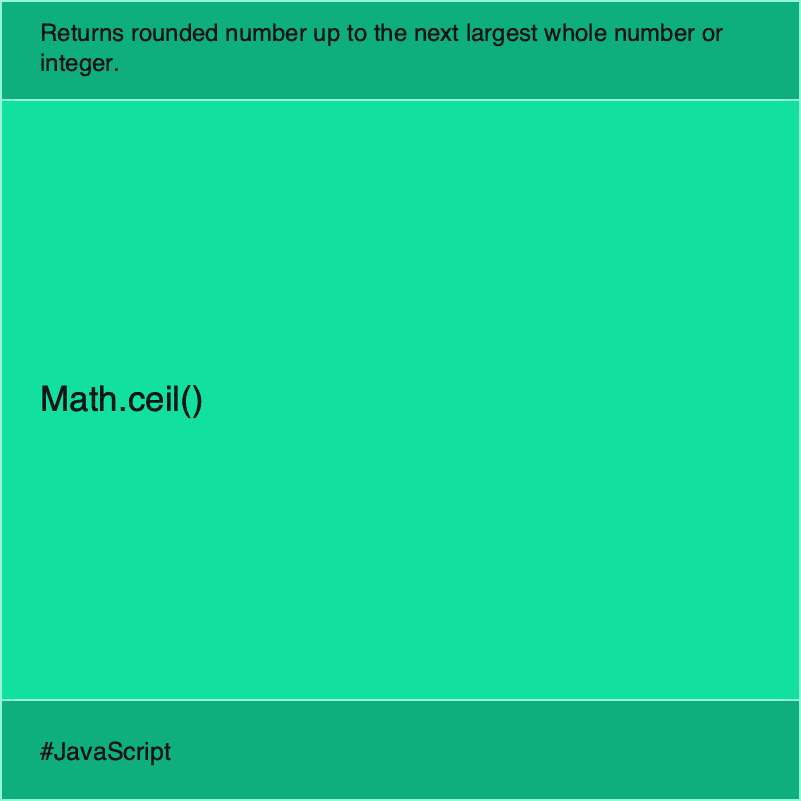 Returns rounded number up to the next largest whole number or
integer.
Math.ceil()
#JavaScript